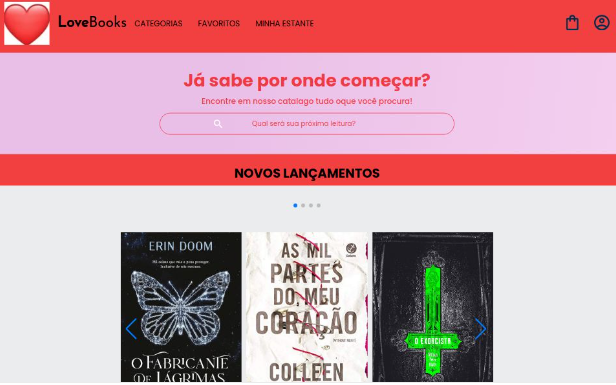 LoveBooks CATEGORIAS FAVORITOS MINHA ESTANTE
Já sabe por onde começar?
Encontre em nosso catalago tudo oque você procura!
Qual será sua próxima leitura?
NOVOS LANÇAMENTOS
ERIN DOOM
O FABRICANTE
DE LÁGRIMAS
AS MIL
PARTES
DO MEU
CORAÇÃO
COLLEEN
O EXORCISTA